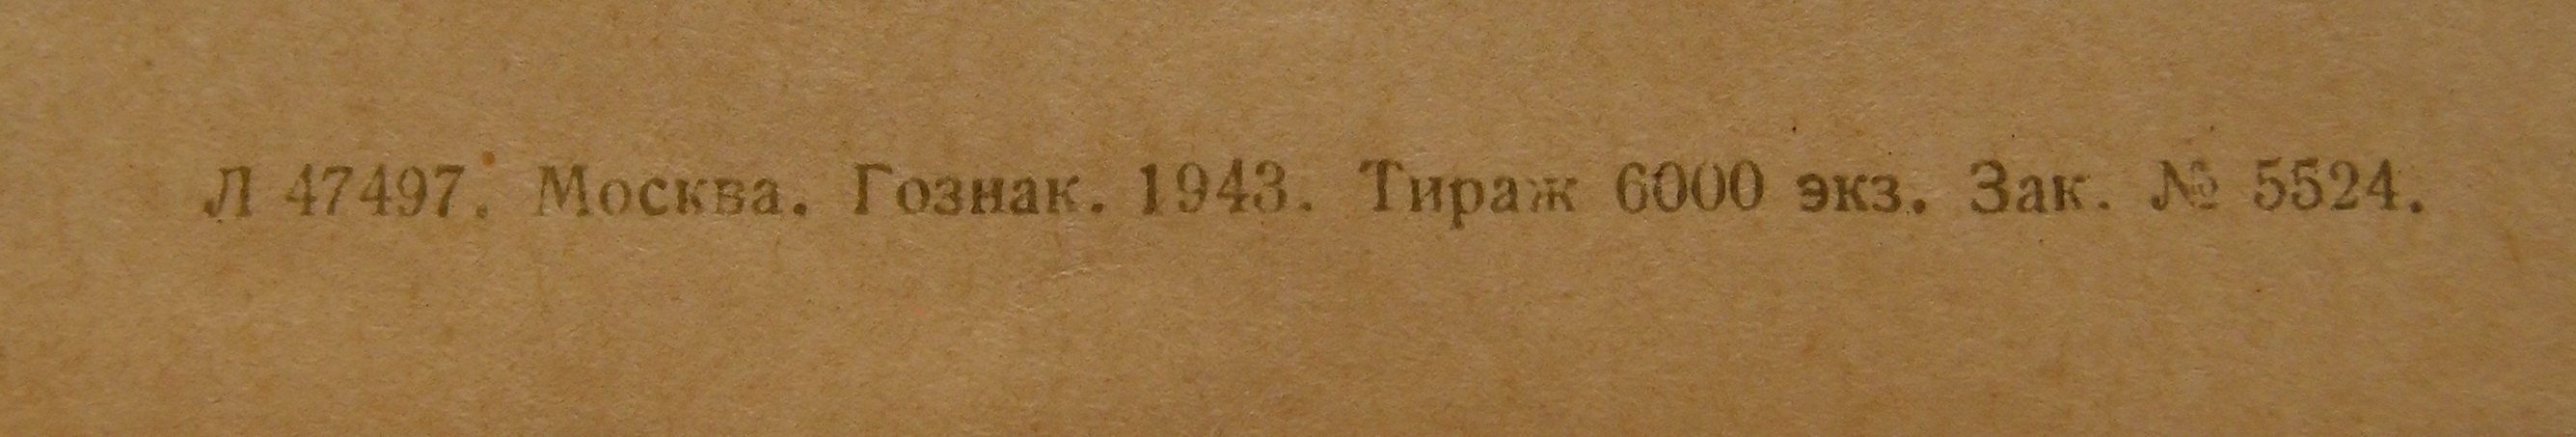 Л 47497. Москва. Гознак. 1943. Тираж 6000 экз. Зак. № 5524.